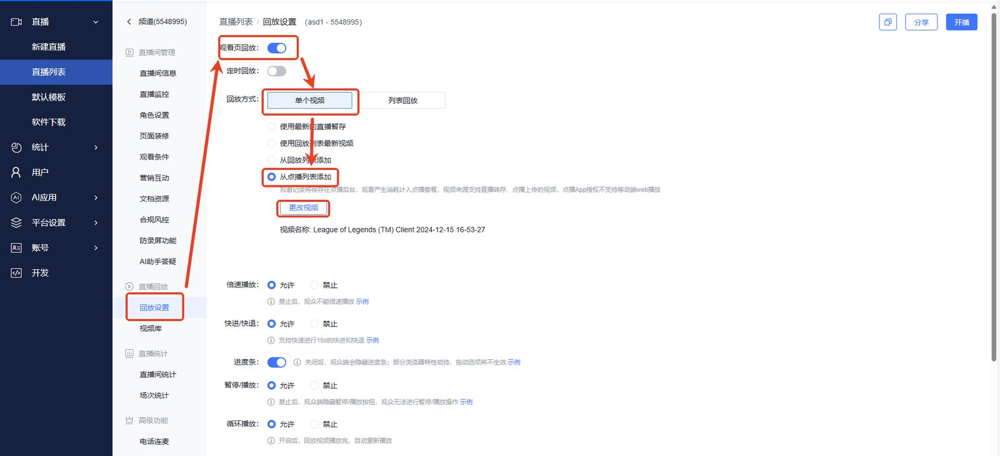 直播
新建直播
直播列表
默认模板
软件下载
统计
用户
AI应用
平台设置
账号
开发
频道(5548995)
直播间管理
直播间信息
直播监控
角色设置
页面装修
观看条件
营销互动
文档资源
合规风控
防录屏功能
AI助手答疑
直播回放
回放设置
视频库
直播统计
直播间统计
场次统计
高级功能
电话连麦
直播列表 / 回放设置 (asd1 - 5548995)
分享
开播
观看页回放:
定时回放:
回放方式: 单个视频 列表回放
使用最新的直播暂存
使用回放列表最新视频
从回放列表添加
从点播列表添加
观看记录将保存在点播后台，观看产生消耗计入点播套餐，视频来源支持直播转存、点播上传的视频，点播App授权不支持移动端web播放
更改视频
视频名称: League of Legends (TM) Client 2024-12-15 16-53-27
倍速播放: 允许 禁止
禁止后，观众不能倍速播放 示例
快进/快退: 允许 禁止
支持快速进行15s的快进和快退 示例
进度条: 关闭后，观众端会隐藏进度条；部分浏览器特性劫持，拖动选项将不生效 示例
暂停/播放: 允许 禁止
禁止后，观众端隐藏暂停/播放按钮，观众无法进行暂停/播放操作 示例
循环播放: 允许 禁止
开启后，回放视频播放完，自动重新播放